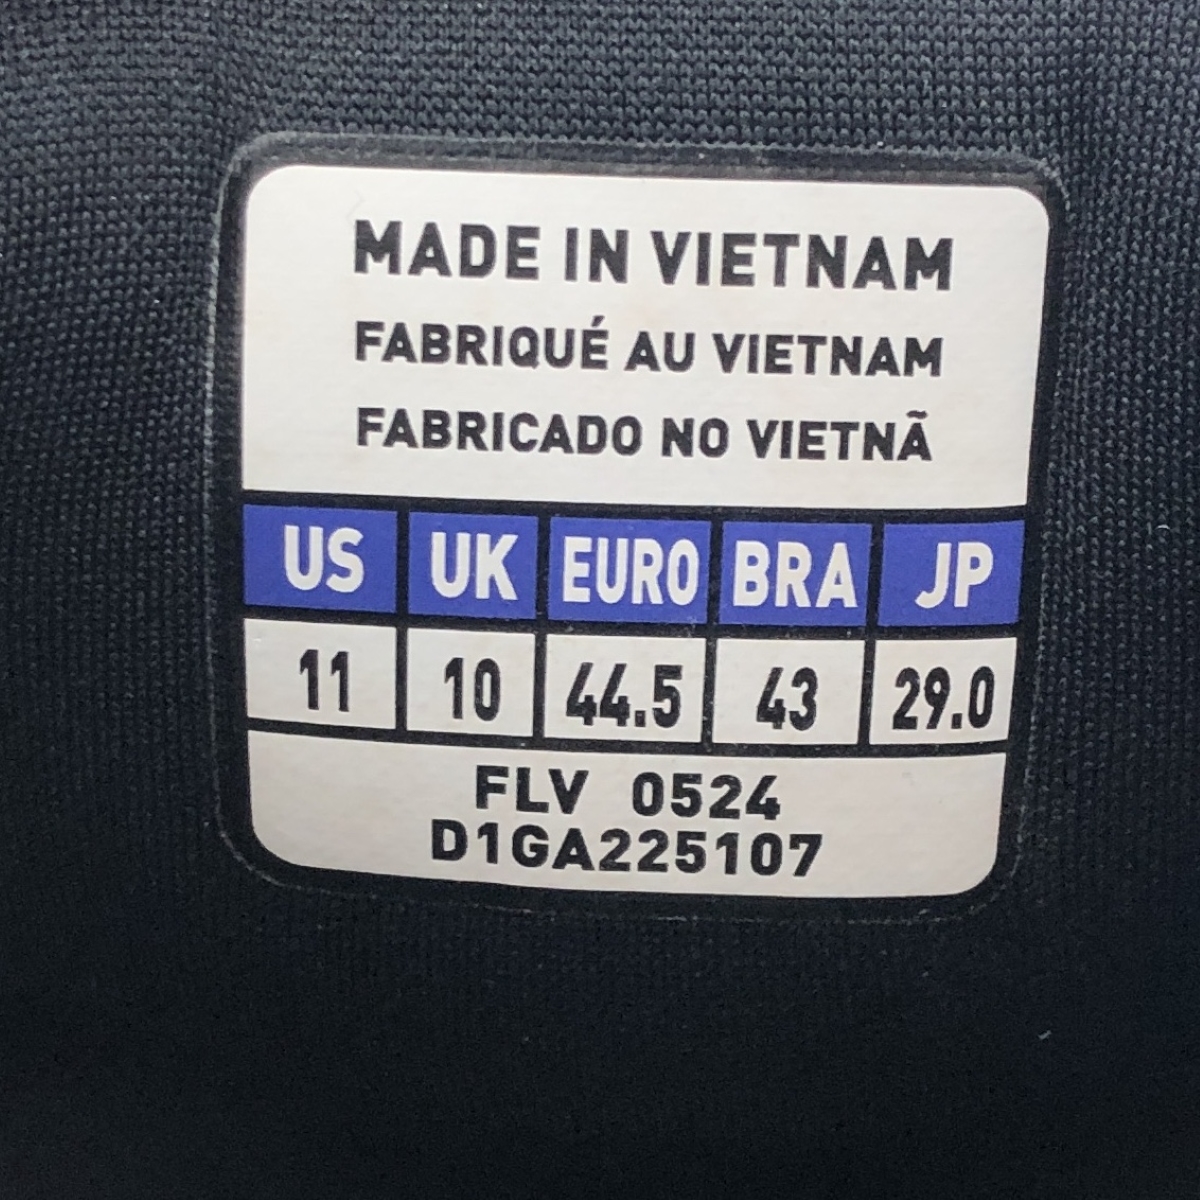 MADE IN VIETNAM
FABRIQUÉ AU VIETNAM
FABRICADO NO VIETNÃ
US UK EURO BRA JP
11 10 44.5 43 29.0
FLV 0524
D1GA225107